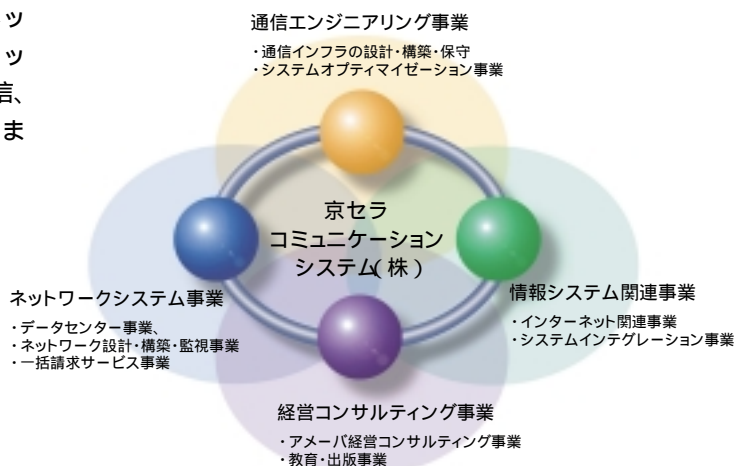 ッ
ッ
信、
ま
通信エンジニアリング事業
・通信インフラの設計・構築・保守
・システムオプティマイゼーション事業
京セラ
コミュニケーション
システム(株)
ネットワークシステム事業
・データセンター事業、
・ネットワーク設計・構築・監視事業
・一括請求サービス事業
情報システム関連事業
・インターネット関連事業
・システムインテグレーション事業
経営コンサルティング事業
・アメーバ経営コンサルティング事業
・教育・出版事業